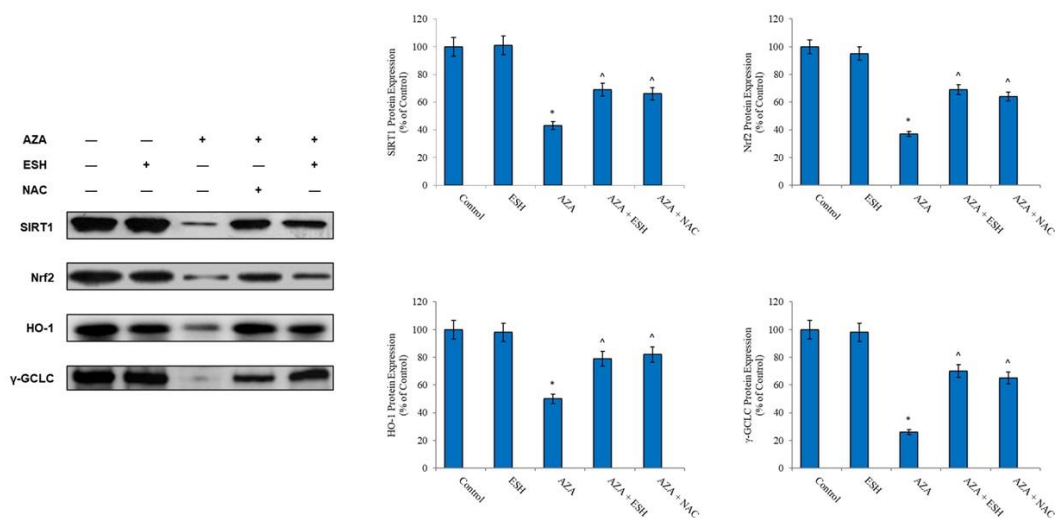 AZA — — + + +
ESH — + — — +
NAC — — — + —
SIRT1
Nrf2
HO-1
γ-GCLC
SIRT1 Protein Expression
(% of Control)
120
100
80
60
40
20
0
*
^
^
Control
ESH
AZA
AZA + ESH
AZA + NAC
Nrf2 Protein Expression
(% of Control)
120
100
80
60
40
20
0
*
^
^
Control
ESH
AZA
AZA + ESH
AZA + NAC
HO-1 Protein Expression
(% of Control)
120
100
80
60
40
20
0
*
^
^
Control
ESH
AZA
AZA + ESH
AZA + NAC
γ-GCLC Protein Expression
(% of Control)
120
100
80
60
40
20
0
*
^
^
Control
ESH
AZA
AZA + ESH
AZA + NAC